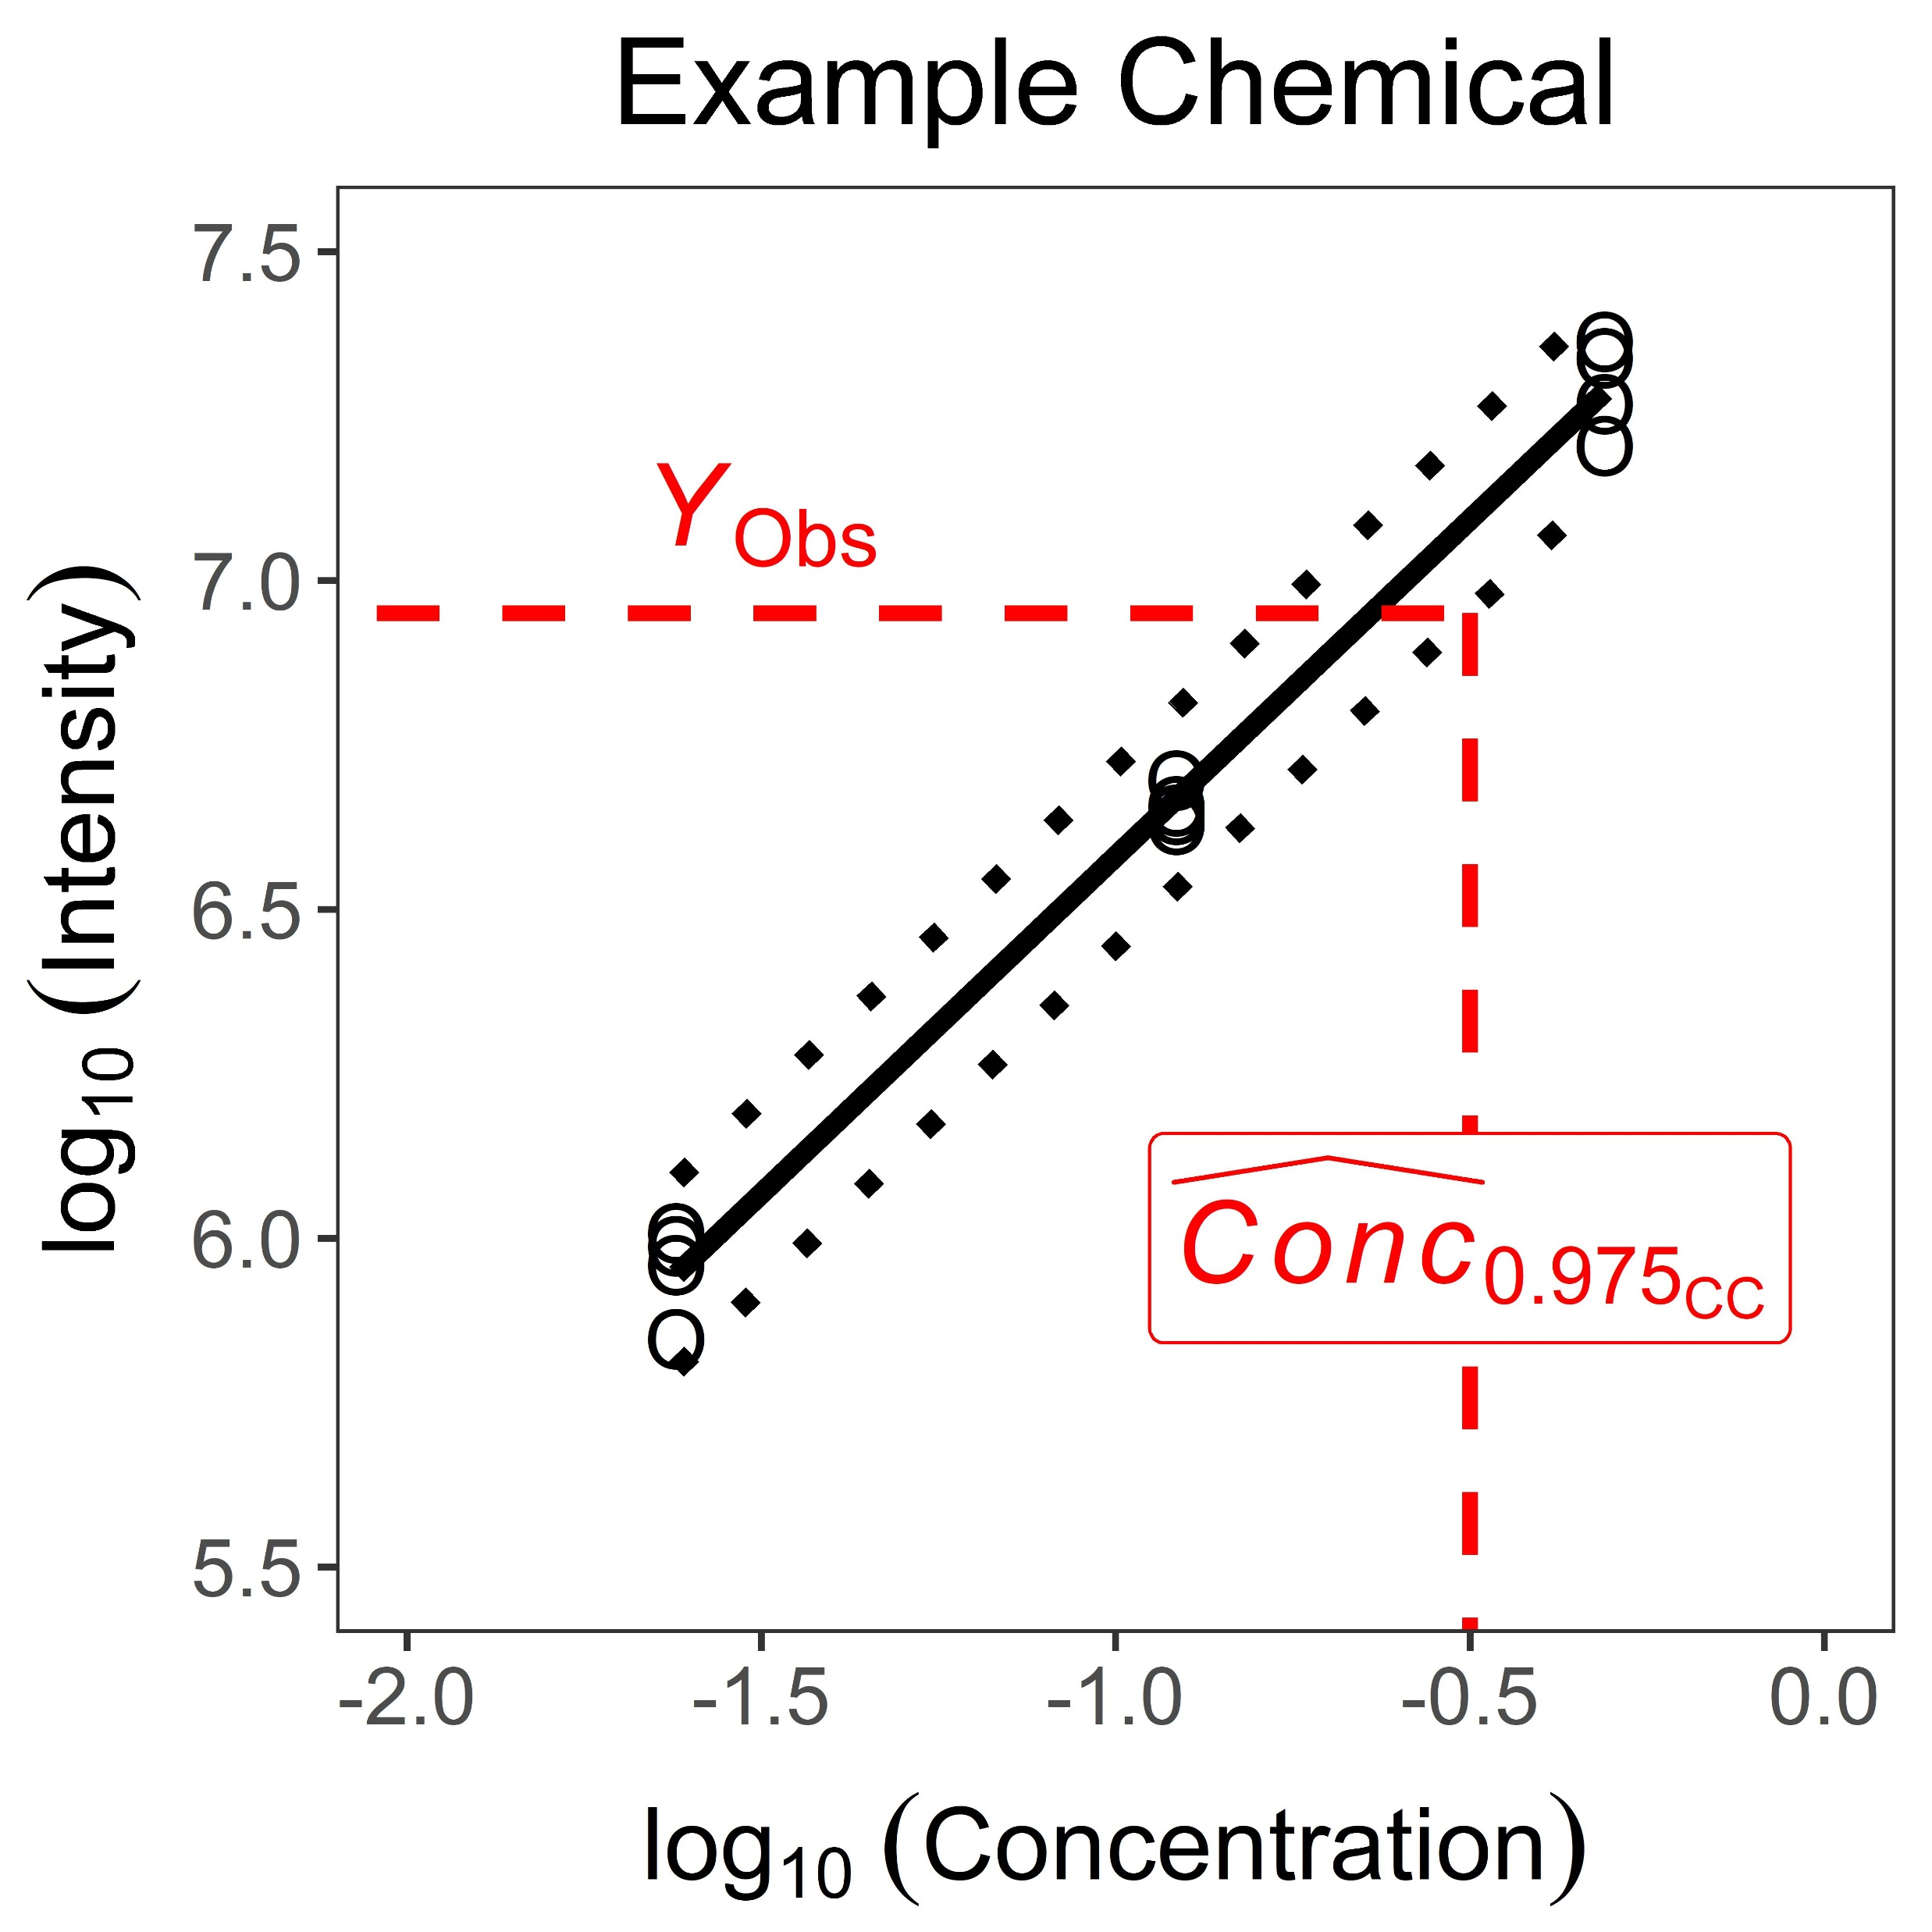 Example Chemical
7.5
7.0
6.5
6.0
5.5
log10 (Intensity)
YObs
Conc0.975CC
-2.0 -1.5 -1.0 -0.5 0.0
log10 (Concentration)